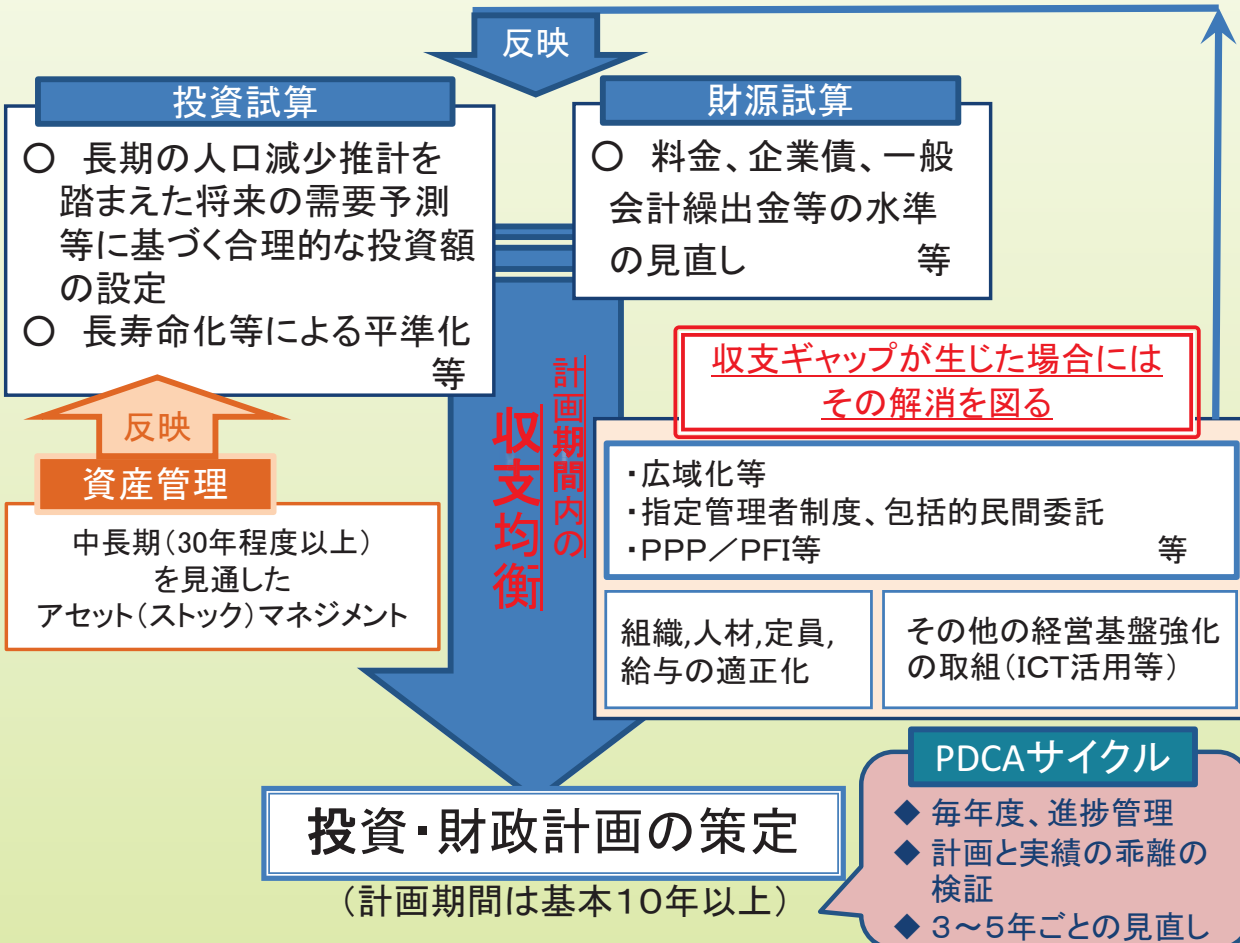 反映
投資試算
○ 長期の人口減少推計を
踏まえた将来の需要予測
等に基づく合理的な投資額
の設定
○ 長寿命化等による平準化
等
財源試算
○ 料金、企業債、一般
会計繰出金等の水準
の見直し 等
反映
資産管理
中長期(30年程度以上)
を見通した
アセット(ストック)マネジメント
計画期間内の
収支均衡
収支ギャップが生じた場合には
その解消を図る
・広域化等
・指定管理者制度、包括的民間委託
・PPP/PFI等 等
組織,人材,定員,
給与の適正化
その他の経営基盤強化
の取組(ICT活用等)
投資・財政計画の策定
(計画期間は基本10年以上)
PDCAサイクル
◆ 毎年度、進捗管理
◆ 計画と実績の乖離の
検証
◆ 3~5年ごとの見直し